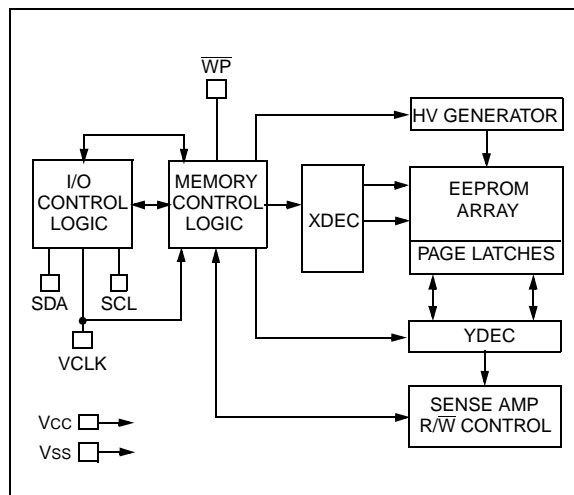 W̅P̅
HV GENERATOR
I/O
CONTROL
LOGIC
MEMORY
CONTROL
LOGIC
XDEC
EEPROM
ARRAY
PAGE LATCHES
SDA
SCL
VCLK
YDEC
SENSE AMP
R/W̅ CONTROL
VCC
VSS